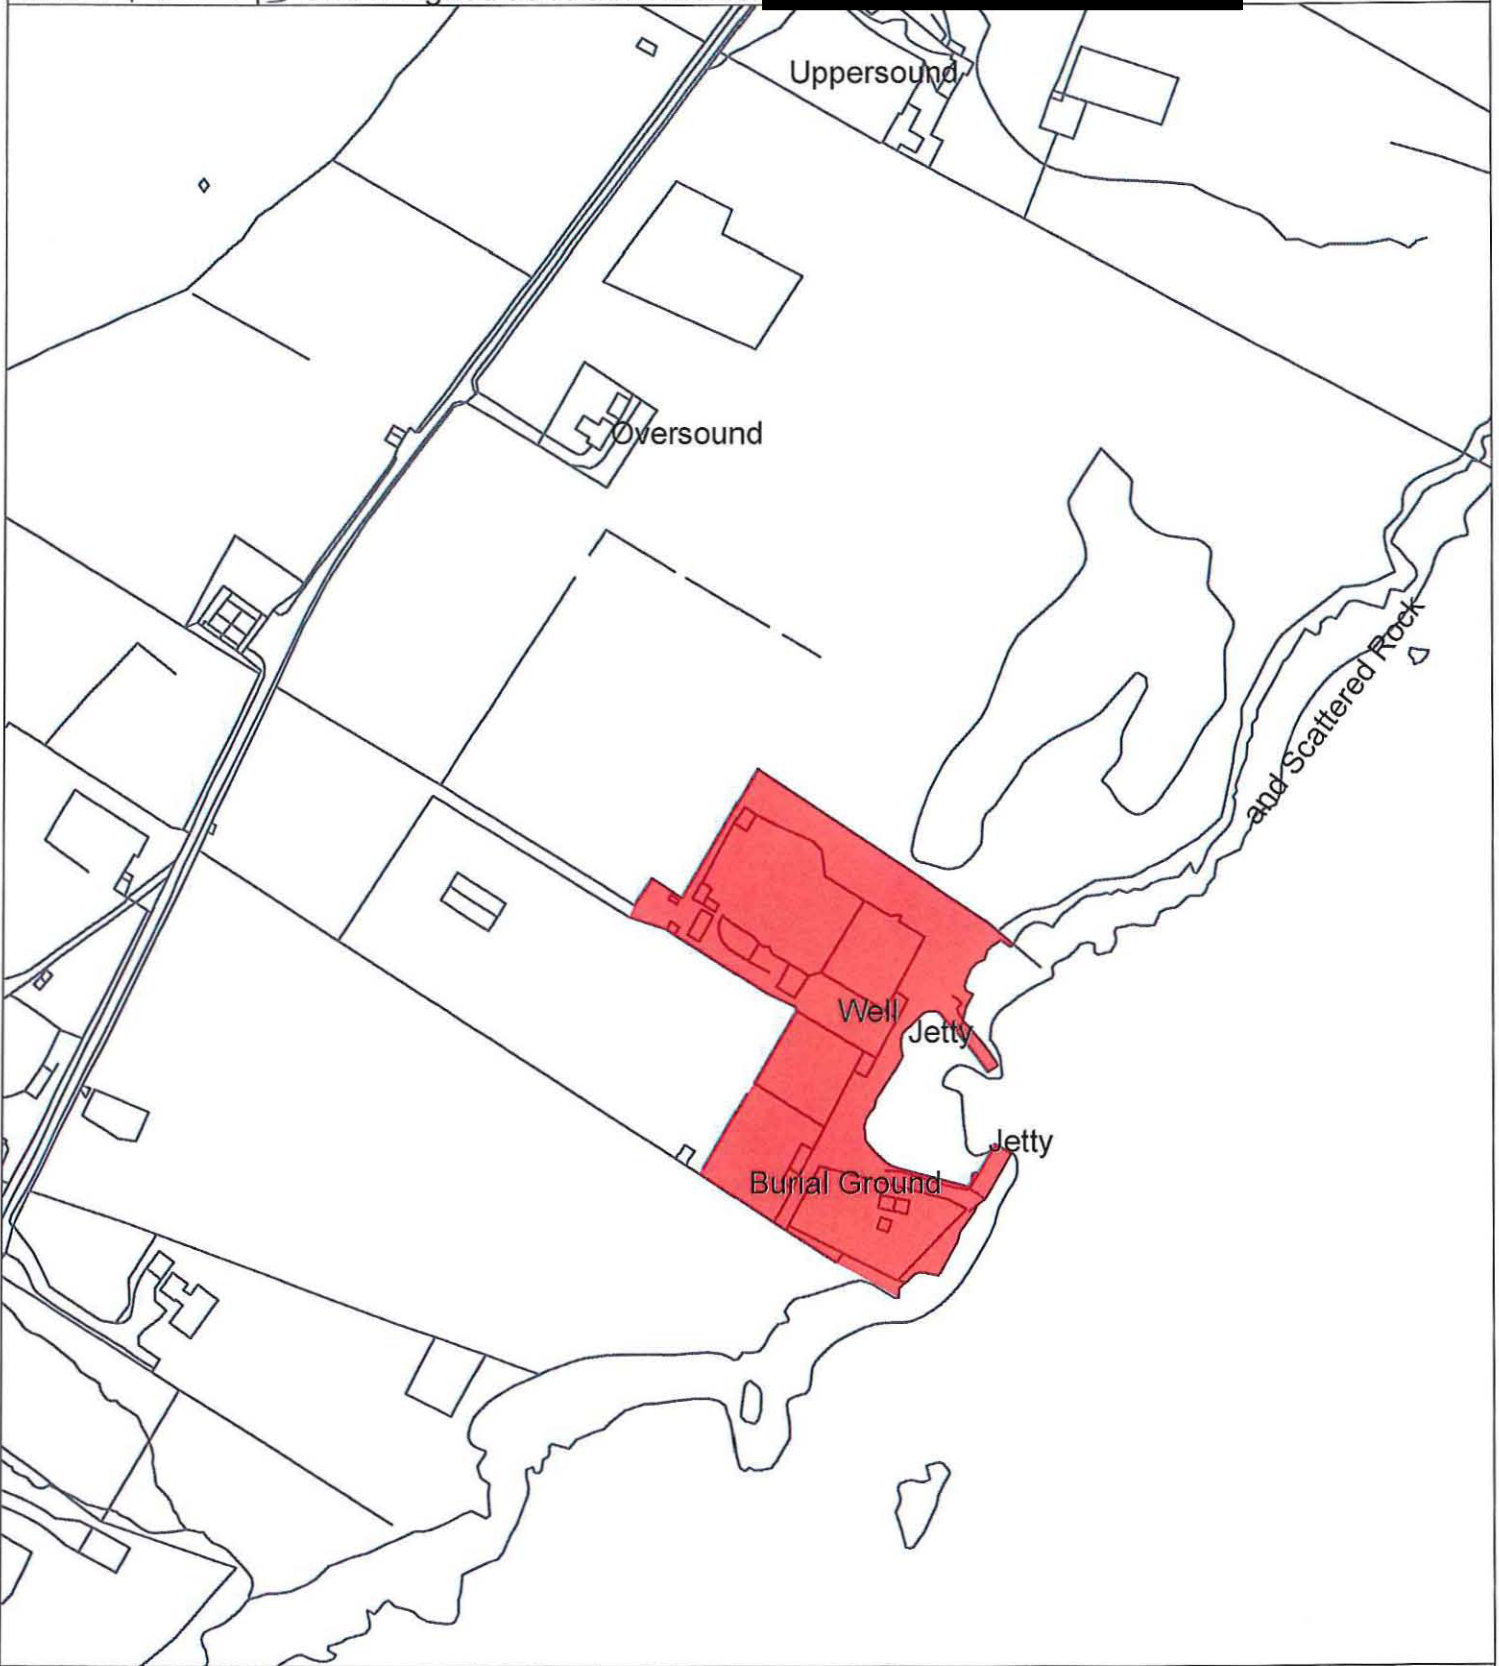 Uppersound
Oversound
and Scattered Rock
Well
Jetty
Jetty
Burial Ground